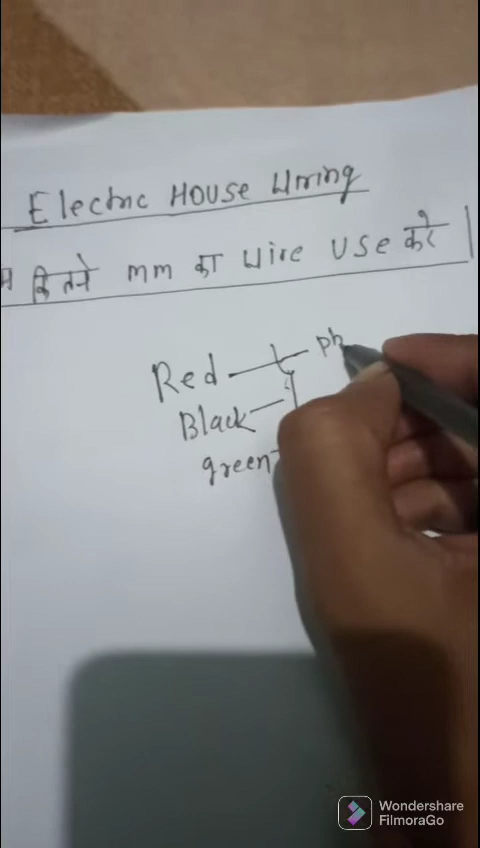 Electric House Wiring
कितने mm का wire use करे |
Red — ph
Black —
green
Wondershare
FilmoraGo